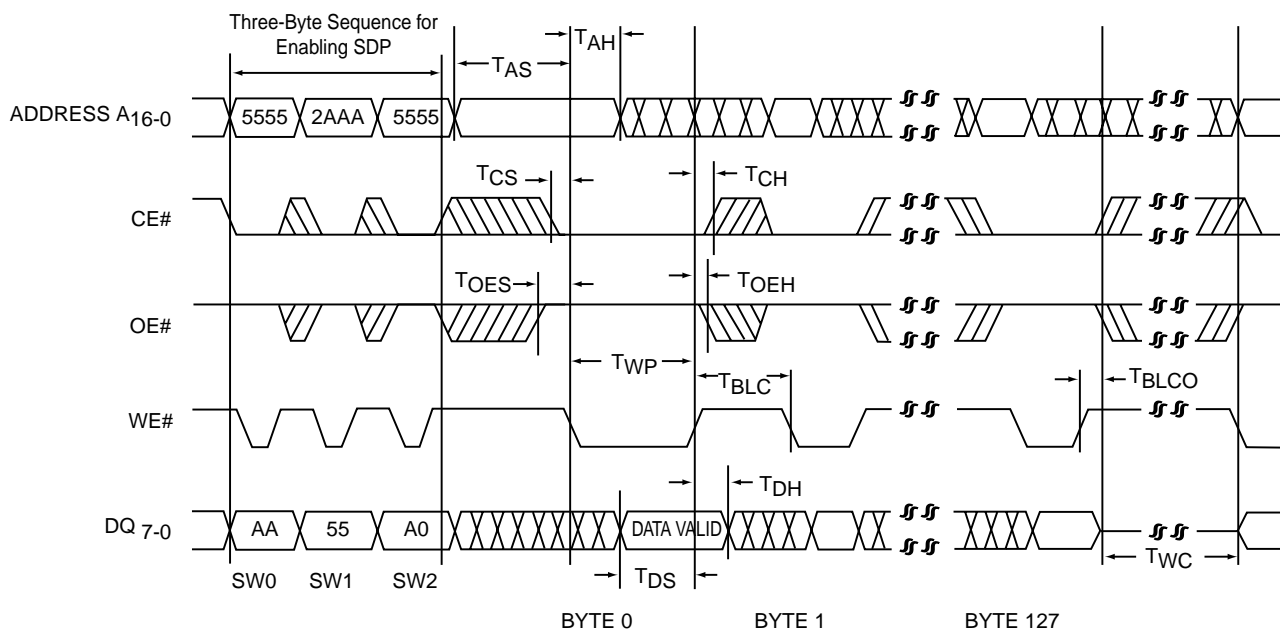 Three-Byte Sequence for
Enabling SDP
TAH
TAS
ADDRESS A16-0
5555 2AAA 5555
TCS
TCH
CE#
TOES
TOEH
OE#
TWP
TBLC
TBLCO
WE#
TDH
DQ 7-0
AA 55 A0
DATA VALID
SW0 SW1 SW2
TDS
TWC
BYTE 0 BYTE 1 BYTE 127